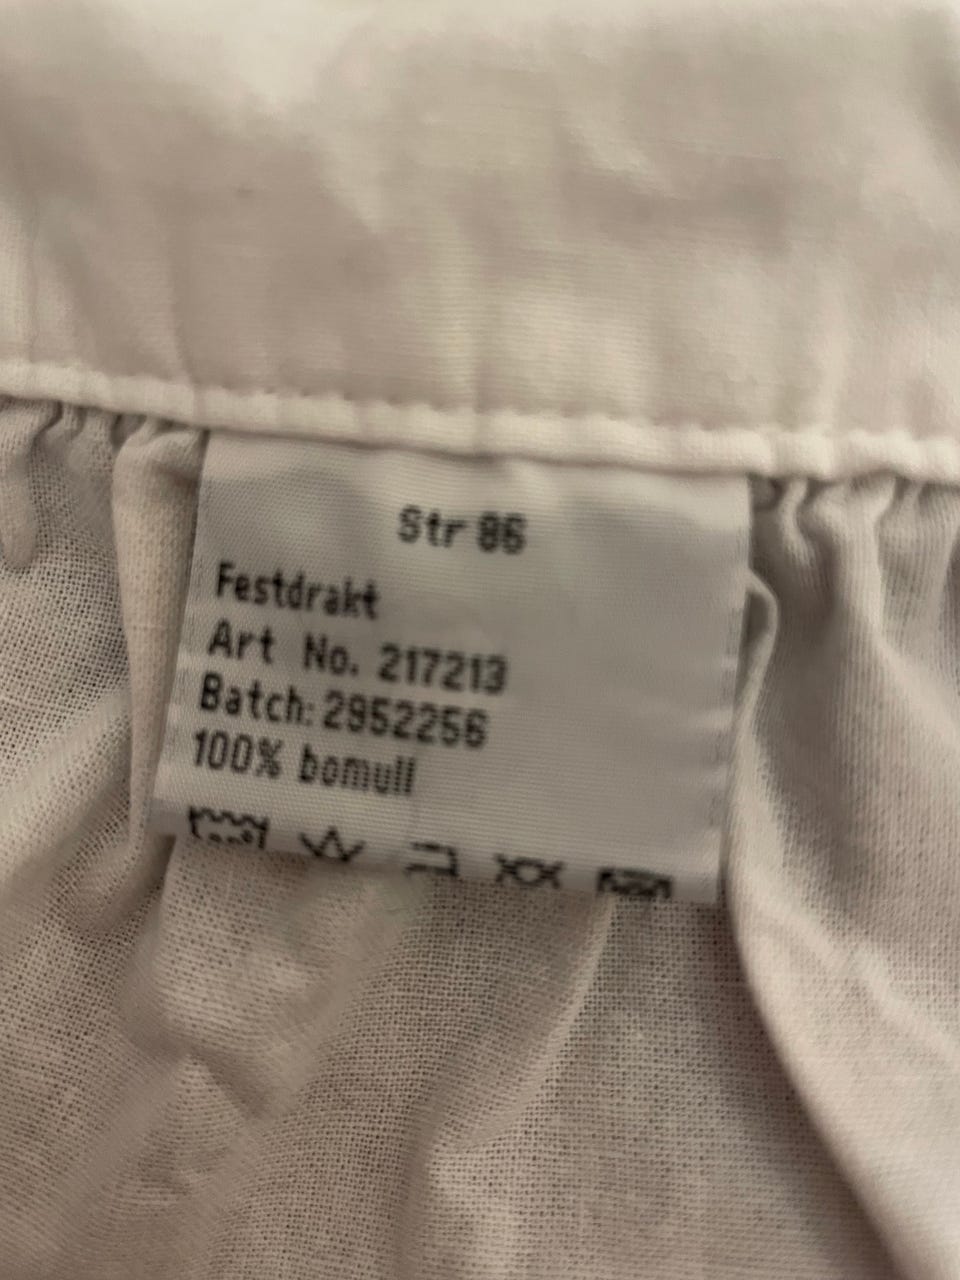 Str 86
Festdrakt
Art No. 217213
Batch: 2952256
100% bomull